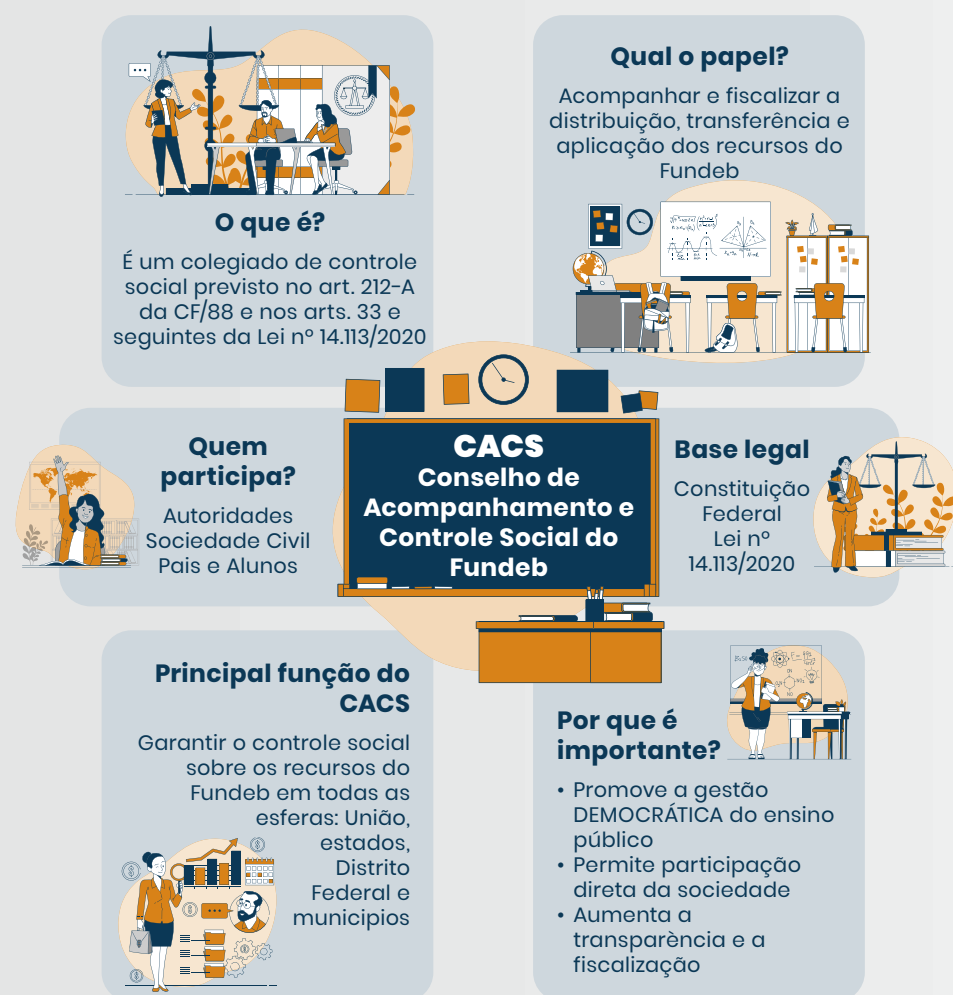 O que é?
É um colegiado de controle
social previsto no art. 212-A
da CF/88 e nos arts. 33 e
seguintes da Lei nº 14.113/2020
Qual o papel?
Acompanhar e fiscalizar a
distribuição, transferência e
aplicação dos recursos do
Fundeb
Quem
participa?
Autoridades
Sociedade Civil
Pais e Alunos
CACS
Conselho de
Acompanhamento e
Controle Social do
Fundeb
Base legal
Constituição
Federal
Lei nº
14.113/2020
Principal função do
CACS
Garantir o controle social
sobre os recursos do
Fundeb em todas as
esferas: União,
estados,
Distrito
Federal e
municipios
Por que é
importante?
• Promove a gestão
DEMOCRÁTICA do ensino
público
• Permite participação
direta da sociedade
• Aumenta a
transparència e a
fiscalização